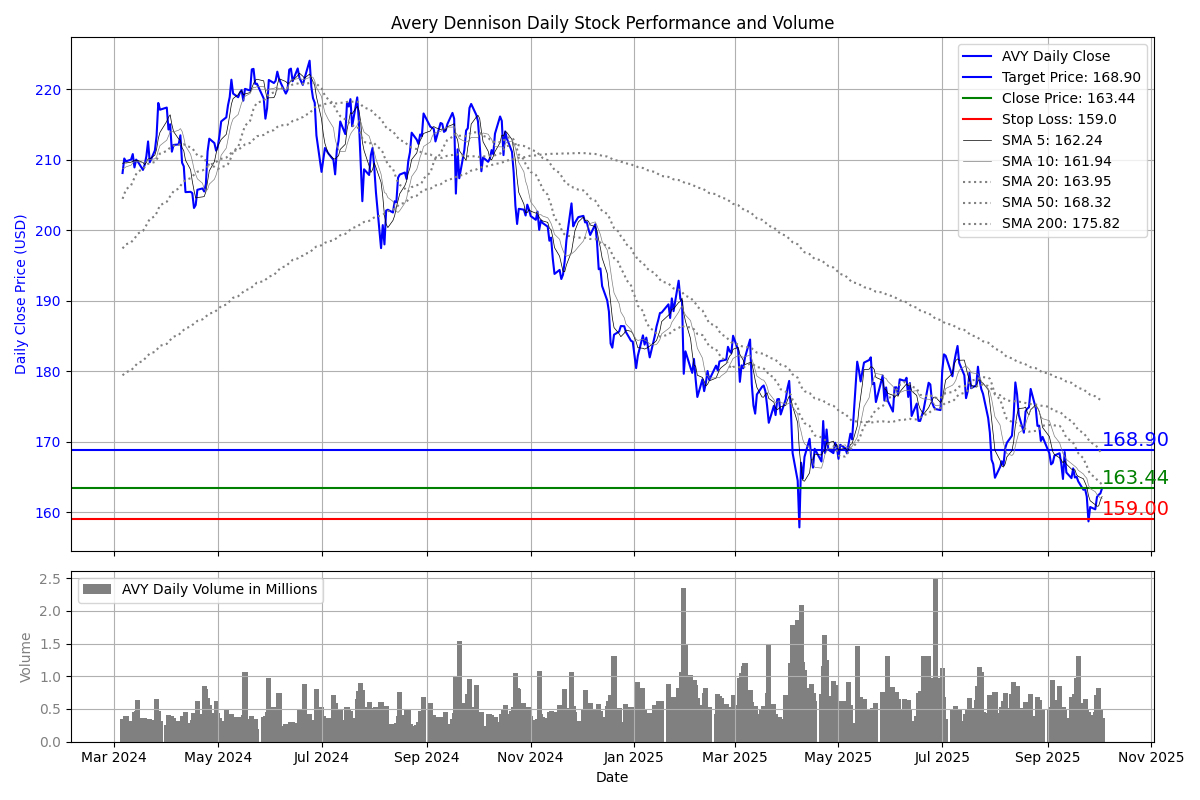 Avery Dennison Daily Stock Performance and Volume
Daily Close Price (USD)
220
210
200
190
180
170
160
AVY Daily Close
Target Price: 168.90
Close Price: 163.44
Stop Loss: 159.0
SMA 5: 162.24
SMA 10: 161.94
SMA 20: 163.95
SMA 50: 168.32
SMA 200: 175.82
168.90
163.44
159.00
Volume
2.5
2.0
1.5
1.0
0.5
0.0
AVY Daily Volume in Millions
Mar 2024 May 2024 Jul 2024 Sep 2024 Nov 2024 Jan 2025 Mar 2025 May 2025 Jul 2025 Sep 2025 Nov 2025
Date